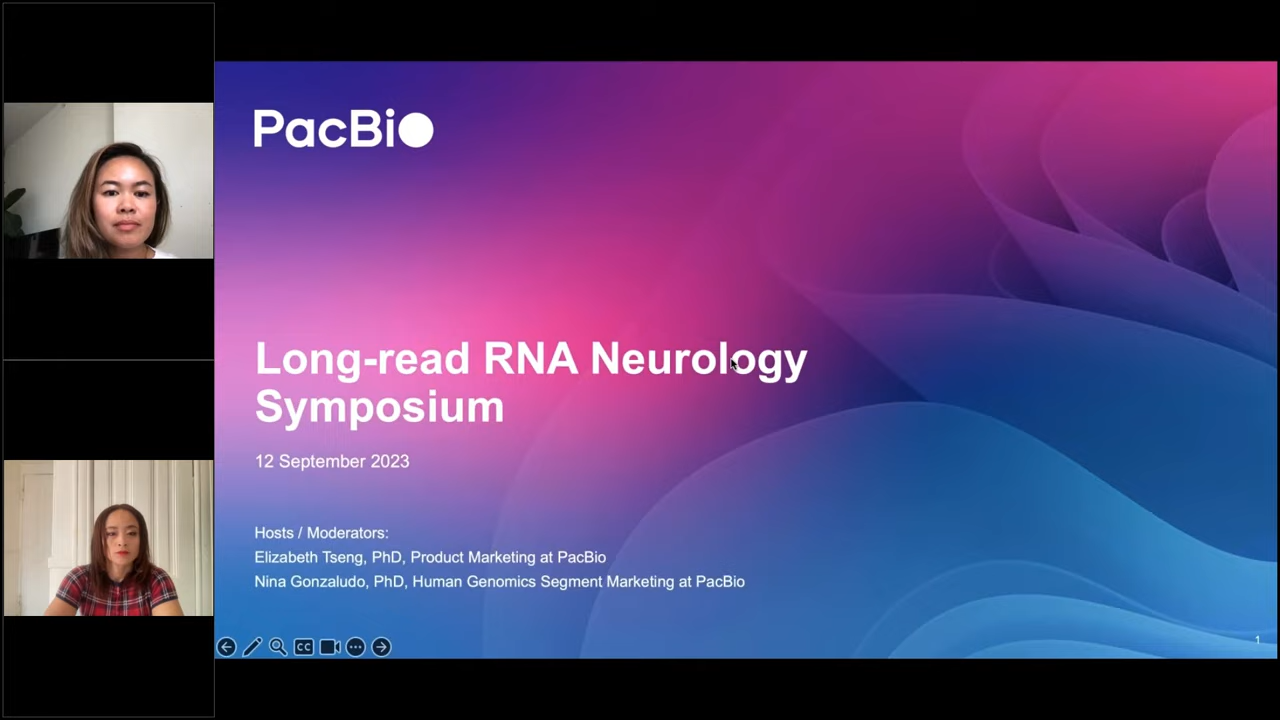 PacBio
Long-read RNA Neurology
Symposium
12 September 2023
Hosts / Moderators:
Elizabeth Tseng, PhD, Product Marketing at PacBio
Nina Gonzaludo, PhD, Human Genomics Segment Marketing at PacBio
CC
1